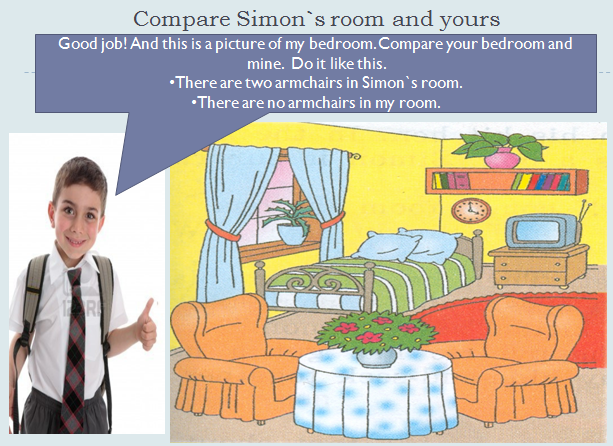 Compare Simon`s room and yours
Good job! And this is a picture of my bedroom. Compare your bedroom and
mine.  Do it like this.
•There are two armchairs in Simon`s room.
•There are no armchairs in my room.